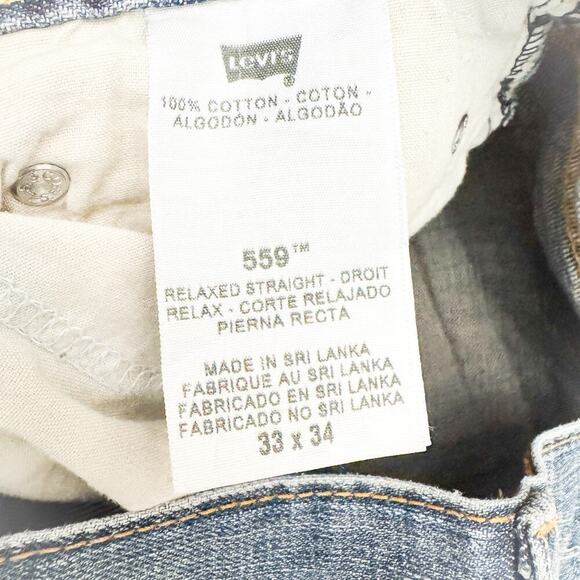 Levi's
100% COTTON - COTON -
ALGODÓN - ALGODÃO
559™
RELAXED STRAIGHT - DROIT
RELAX - CORTE RELAJADO
PIERNA RECTA
MADE IN SRI LANKA
FABRIQUE AU SRI LANKA
FABRICADO EN SRI LANKA
FABRICADO NO SRI LANKA
33 x 34